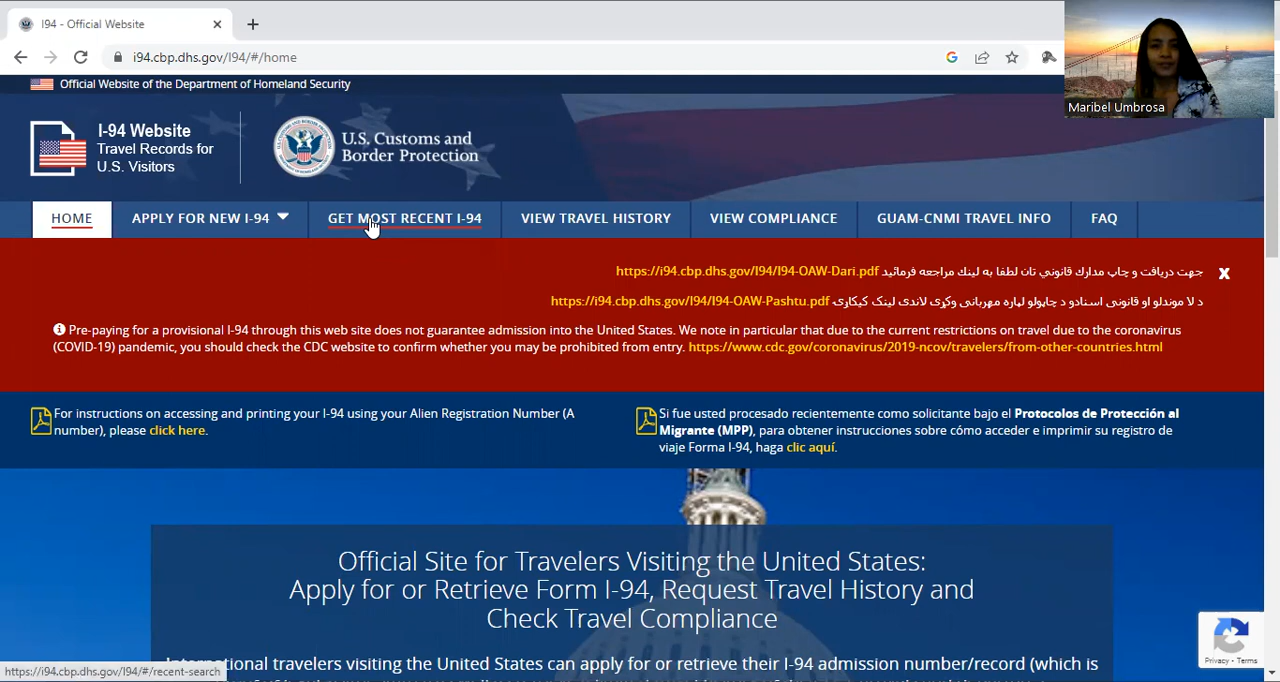 I94 - Official Website
i94.cbp.dhs.gov/I94/#/home
Maribel Umbrosa
Official Website of the Department of Homeland Security
I-94 Website
Travel Records for
U.S. Visitors
U.S. Customs and
Border Protection
HOME
APPLY FOR NEW I-94
GET MOST RECENT I-94
VIEW TRAVEL HISTORY
VIEW COMPLIANCE
GUAM-CNMI TRAVEL INFO
FAQ
جهت دریافت و چاپ مدارك قانوني تان لطفا به لینك مراجعه فرمائید https://i94.cbp.dhs.gov/I94/I94-OAW-Dari.pdf
د لا موندلو او قانونی اسنادو د چاپولو لپاره مهربانی وکړی لاندی لینک کیکاری. https://i94.cbp.dhs.gov/I94/I94-OAW-Pashtu.pdf
Pre-paying for a provisional I-94 through this web site does not guarantee admission into the United States. We note in particular that due to the current restrictions on travel due to the coronavirus
(COVID-19) pandemic, you should check the CDC website to confirm whether you may be prohibited from entry. https://www.cdc.gov/coronavirus/2019-ncov/travelers/from-other-countries.html
For instructions on accessing and printing your I-94 using your Alien Registration Number (A
number), please click here.
Si fue usted procesado recientemente como solicitante bajo el Protocolos de Protección al
Migrante (MPP), para obtener instrucciones sobre cómo acceder e imprimir su registro de
viaje Forma I-94, haga clic aquí.
Official Site for Travelers Visiting the United States:
Apply for or Retrieve Form I-94, Request Travel History and
Check Travel Compliance
International travelers visiting the United States can apply for or retrieve their I-94 admission number/record (which is
Privacy - Terms
https://i94.cbp.dhs.gov/I94/#/recent-search